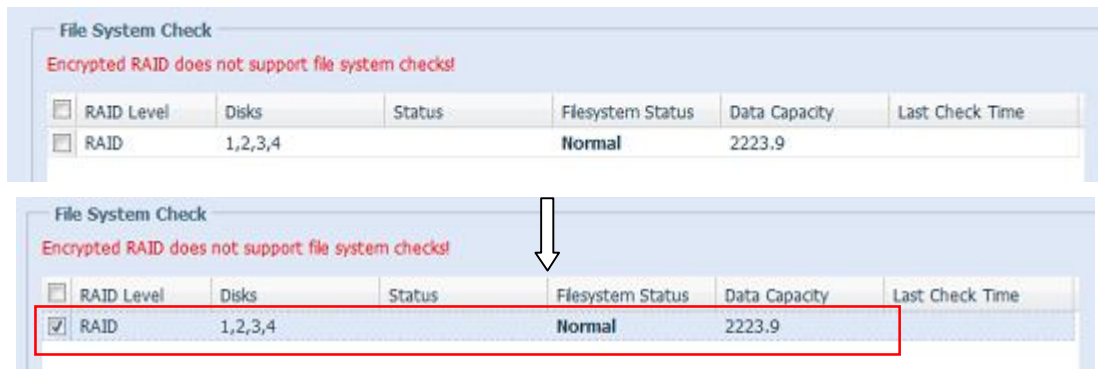 File System Check
Encrypted RAID does not support file system checks!
RAID Level Disks Status Filesystem Status Data Capacity Last Check Time
RAID 1,2,3,4 Normal 2223.9
File System Check
Encrypted RAID does not support file system checks!
RAID Level Disks Status Filesystem Status Data Capacity Last Check Time
RAID 1,2,3,4 Normal 2223.9